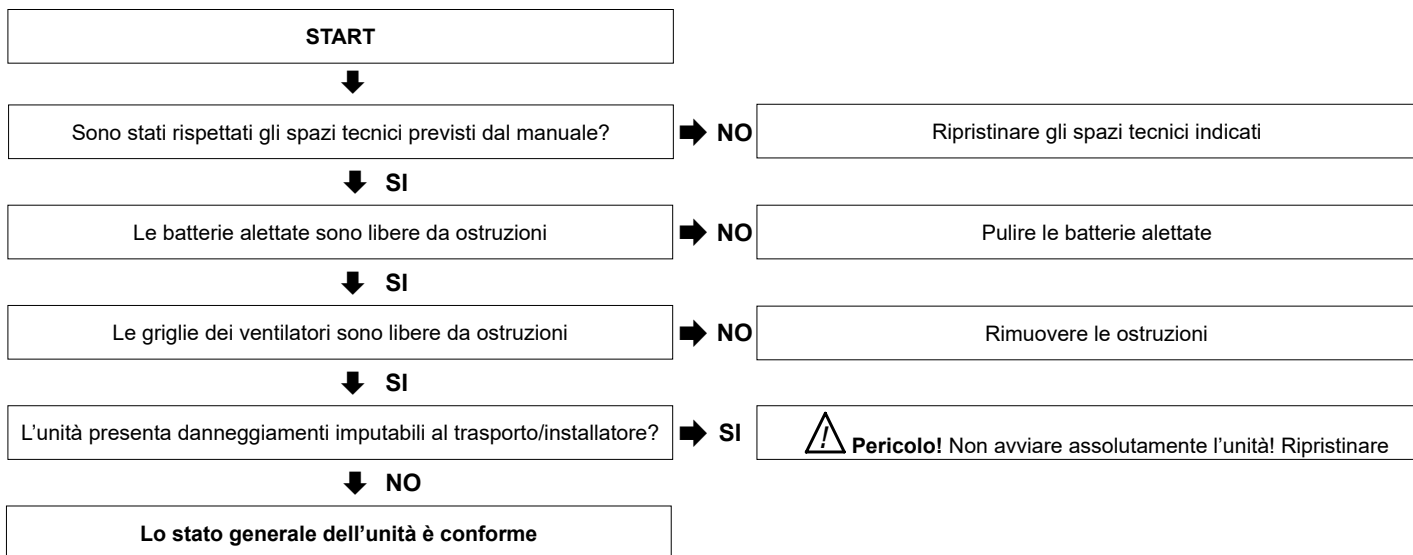 START
Sono stati rispettati gli spazi tecnici previsti dal manuale?
NO
Ripristinare gli spazi tecnici indicati
SI
Le batterie alettate sono libere da ostruzioni
NO
Pulire le batterie alettate
SI
Le griglie dei ventilatori sono libere da ostruzioni
NO
Rimuovere le ostruzioni
SI
L’unità presenta danneggiamenti imputabili al trasporto/installatore?
SI
Pericolo! Non avviare assolutamente l’unità! Ripristinare
NO
Lo stato generale dell’unità è conforme